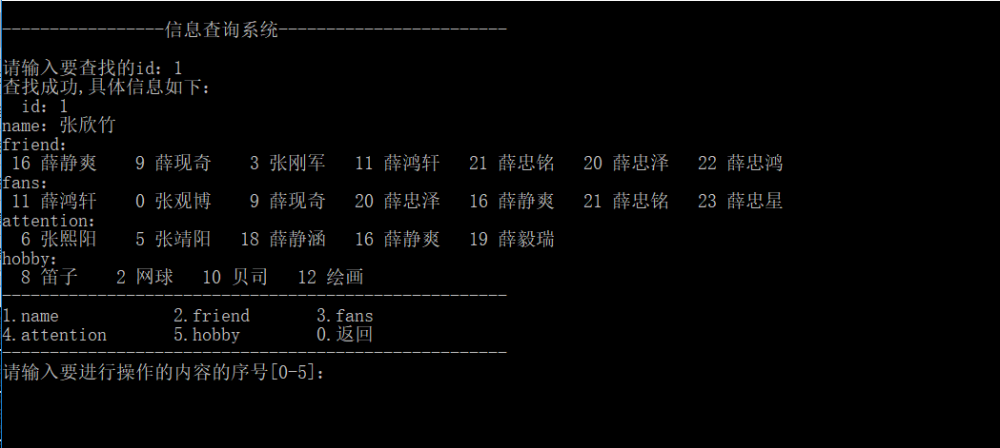 -----------------信息查询系统------------------------
请输入要查找的id：1
查找成功,具体信息如下：
id：1
name：张欣竹
friend：
16 薛静爽 9 薛现奇 3 张刚军 11 薛鸿轩 21 薛忠铭 20 薛忠泽 22 薛忠鸿
fans：
11 薛鸿轩 0 张观博 9 薛现奇 20 薛忠泽 16 薛静爽 21 薛忠铭 23 薛忠星
attention：
6 张熙阳 5 张靖阳 18 薛静涵 16 薛静爽 19 薛毅瑞
hobby：
8 笛子 2 网球 10 贝司 12 绘画
-----------------------------------------------------
1.name 2.friend 3.fans
4.attention 5.hobby 0.返回
-----------------------------------------------------
请输入要进行操作的内容的序号[0-5]：